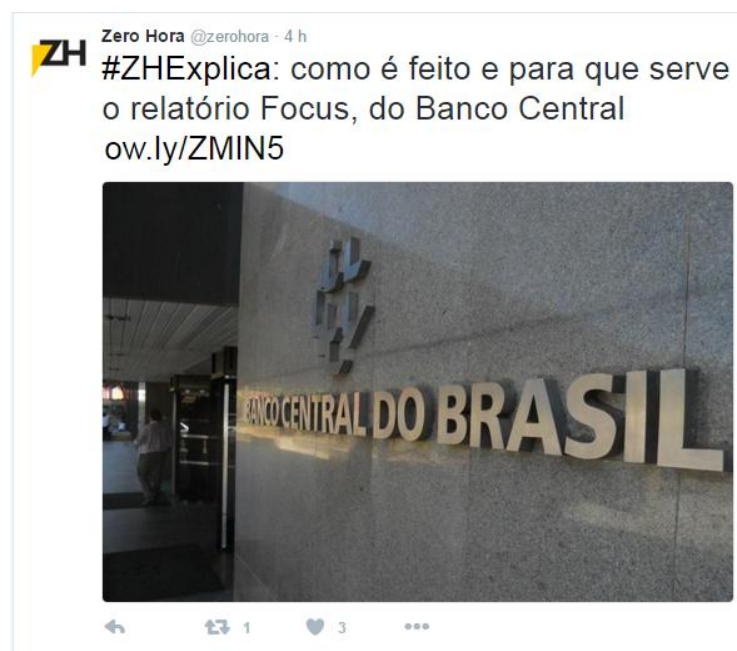 ZH
Zero Hora @zerohora · 4 h
#ZHExplica: como é feito e para que serve
o relatório Focus, do Banco Central
ow.ly/ZMIN5
BANCO CENTRAL DO BRASIL
1
3